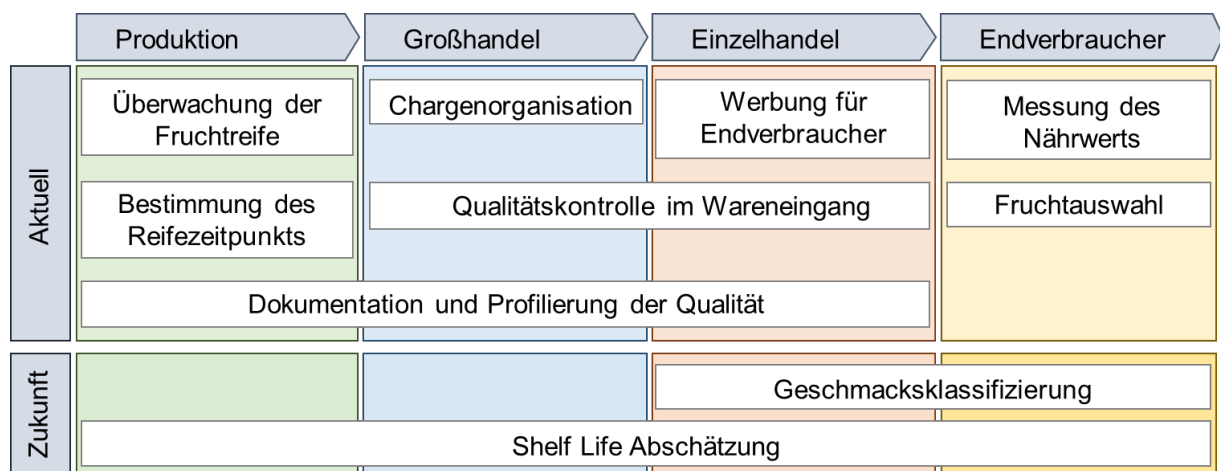 Produktion
Großhandel
Einzelhandel
Endverbraucher
Aktuell
Überwachung der
Fruchtreife
Chargenorganisation
Werbung für
Endverbraucher
Messung des
Nährwerts
Bestimmung des
Reifezeitpunkts
Qualitätskontrolle im Wareneingang
Fruchtauswahl
Dokumentation und Profilierung der Qualität
Zukunft
Geschmacksklassifizierung
Shelf Life Abschätzung